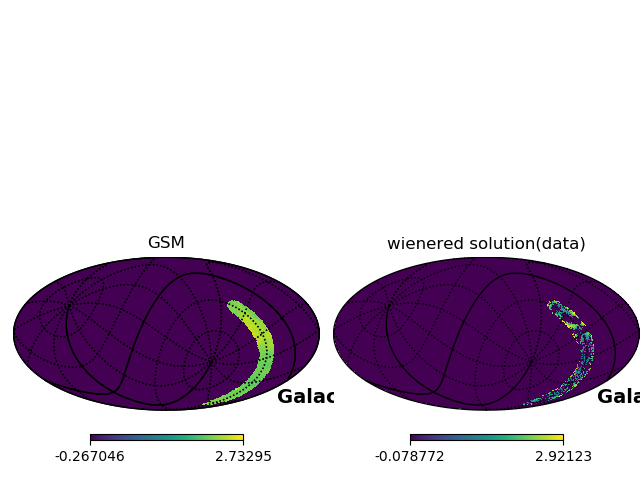 GSM
wienered solution(data)
Galac
Gala
-0.267046
2.73295
-0.078772
2.92123